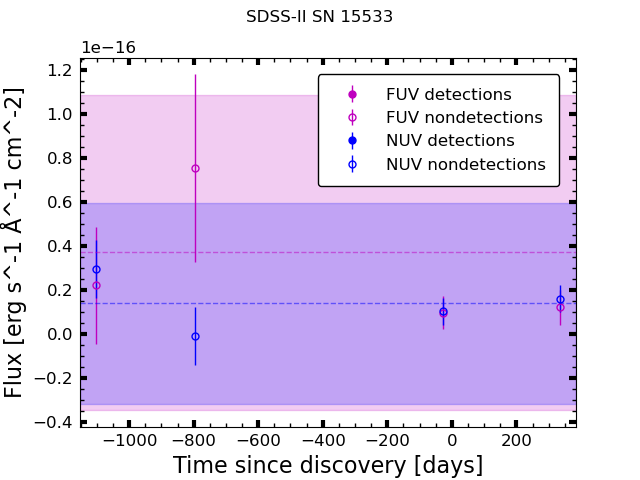 SDSS-II SN 15533
1e−16
1.2
1.0
0.8
0.6
0.4
0.2
0.0
−0.2
−0.4
Flux [erg s^-1 Å^-1 cm^-2]
FUV detections
FUV nondetections
NUV detections
NUV nondetections
−1000 −800 −600 −400 −200 0 200
Time since discovery [days]